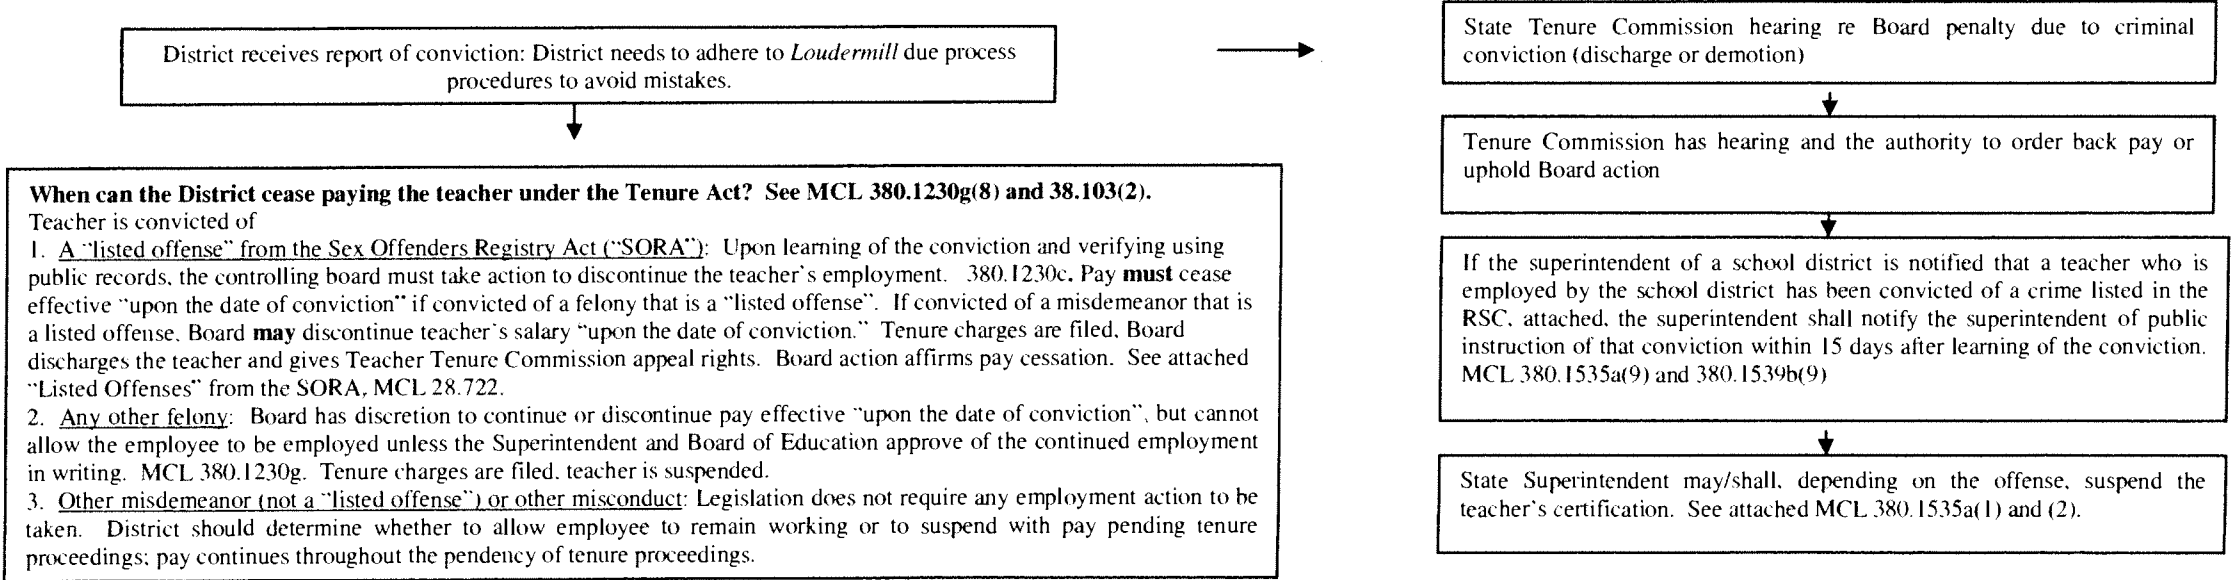 District receives report of conviction: District needs to adhere to Loudermill due process
procedures to avoid mistakes.
When can the District cease paying the teacher under the Tenure Act? See MCL 380.1230g(8) and 38.103(2).
Teacher is convicted of
1. A "listed offense" from the Sex Offenders Registry Act ("SORA"): Upon learning of the conviction and verifying using
public records, the controlling board must take action to discontinue the teacher's employment. 380.1230c. Pay must cease
effective "upon the date of conviction" if convicted of a felony that is a "listed offense". If convicted of a misdemeanor that is
a listed offense, Board may discontinue teacher's salary "upon the date of conviction." Tenure charges are filed, Board
discharges the teacher and gives Teacher Tenure Commission appeal rights. Board action affirms pay cessation. See attached
"Listed Offenses" from the SORA, MCL 28.722.
2. Any other felony: Board has discretion to continue or discontinue pay effective "upon the date of conviction", but cannot
allow the employee to be employed unless the Superintendent and Board of Education approve of the continued employment
in writing. MCL 380.1230g. Tenure charges are filed, teacher is suspended.
3. Other misdemeanor (not a "listed offense") or other misconduct: Legislation does not require any employment action to be
taken. District should determine whether to allow employee to remain working or to suspend with pay pending tenure
proceedings; pay continues throughout the pendency of tenure proceedings.
State Tenure Commission hearing re Board penalty due to criminal
conviction (discharge or demotion)
Tenure Commission has hearing and the authority to order back pay or
uphold Board action
If the superintendent of a school district is notified that a teacher who is
employed by the school district has been convicted of a crime listed in the
RSC, attached, the superintendent shall notify the superintendent of public
instruction of that conviction within 15 days after learning of the conviction.
MCL 380.1535a(9) and 380.1539b(9)
State Superintendent may/shall, depending on the offense, suspend the
teacher's certification. See attached MCL 380.1535a(1) and (2).